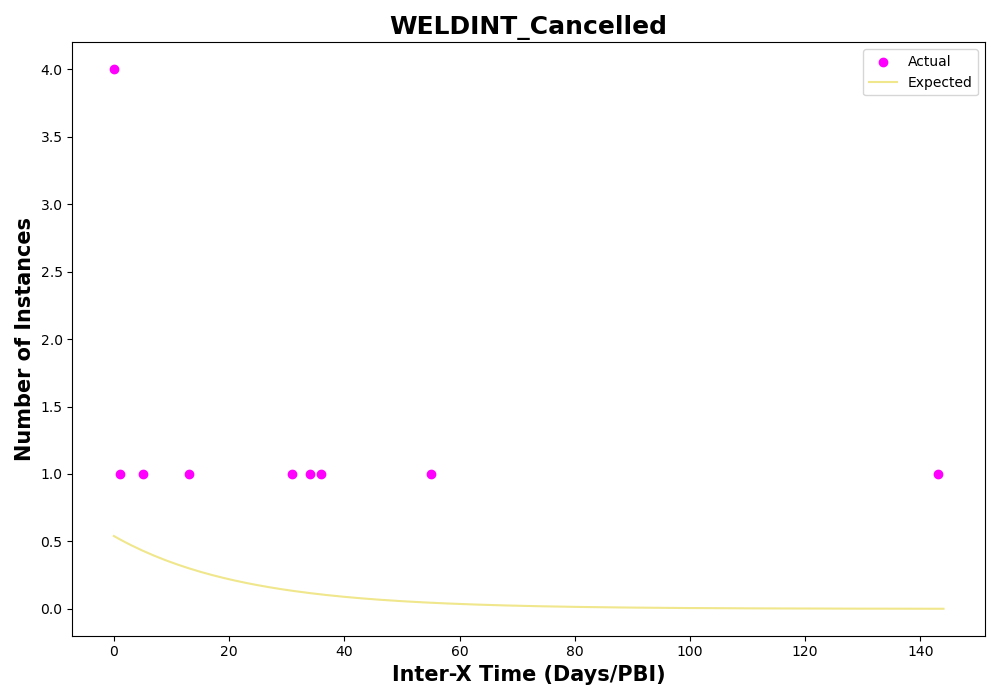 WELDINT_Cancelled
Actual
Expected
Number of Instances
4.0
3.5
3.0
2.5
2.0
1.5
1.0
0.5
0.0
0 20 40 60 80 100 120 140
Inter-X Time (Days/PBI)